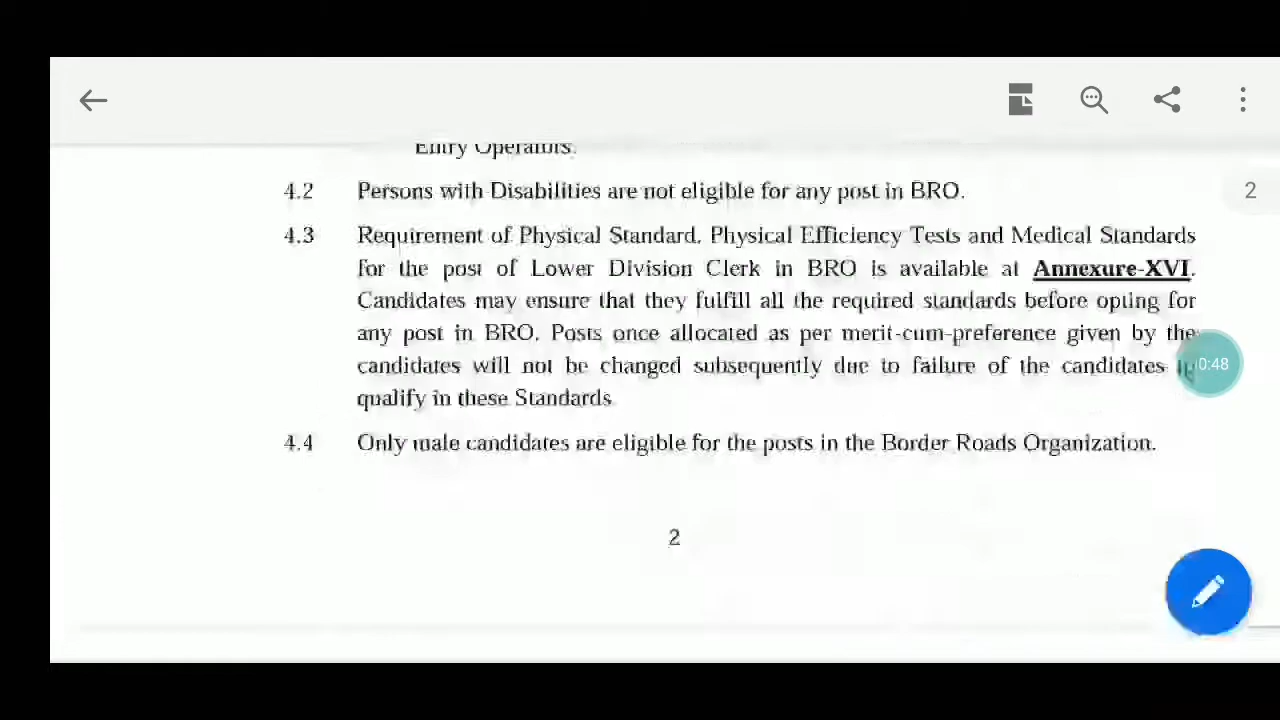 Entry Operators.
2
4.2 Persons with Disabilities are not eligible for any post in BRO.
4.3 Requirement of Physical Standard, Physical Efficiency Tests and Medical Standards
for the post of Lower Division Clerk in BRO is available at Annexure-XVI.
Candidates may ensure that they fulfill all the required standards before opting for
any post in BRO. Posts once allocated as per merit-cum-preference given by the
candidates will not be changed subsequently due to failure of the candidates
0:48
qualify in these Standards
4.4 Only male candidates are eligible for the posts in the Border Roads Organization.
2